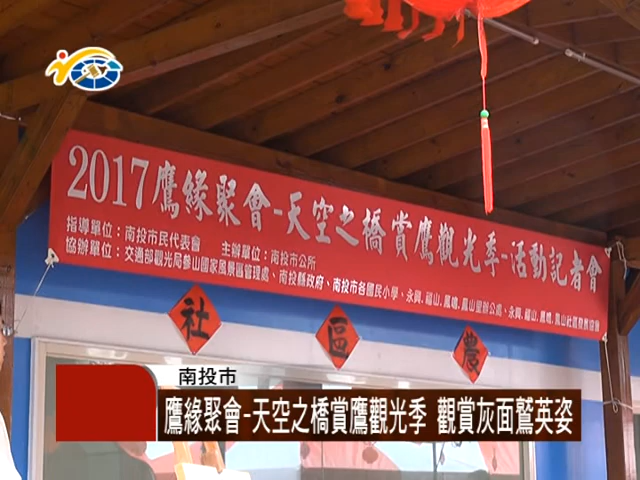 2017鷹緣聚會-天空之橋賞鷹觀光季-活動記者會
指導單位：南投市民代表會 主辦單位：南投市公所
協辦單位：交通部觀光局參山國家風景區管理處、南投縣政府、南投市各國民小學、永興、福山、鳳鳴、鳳山里辦公處、永興、福山、鳳鳴、鳳山社區發展協會
社區農
南投市
鷹緣聚會-天空之橋賞鷹觀光季 觀賞灰面鵟英姿